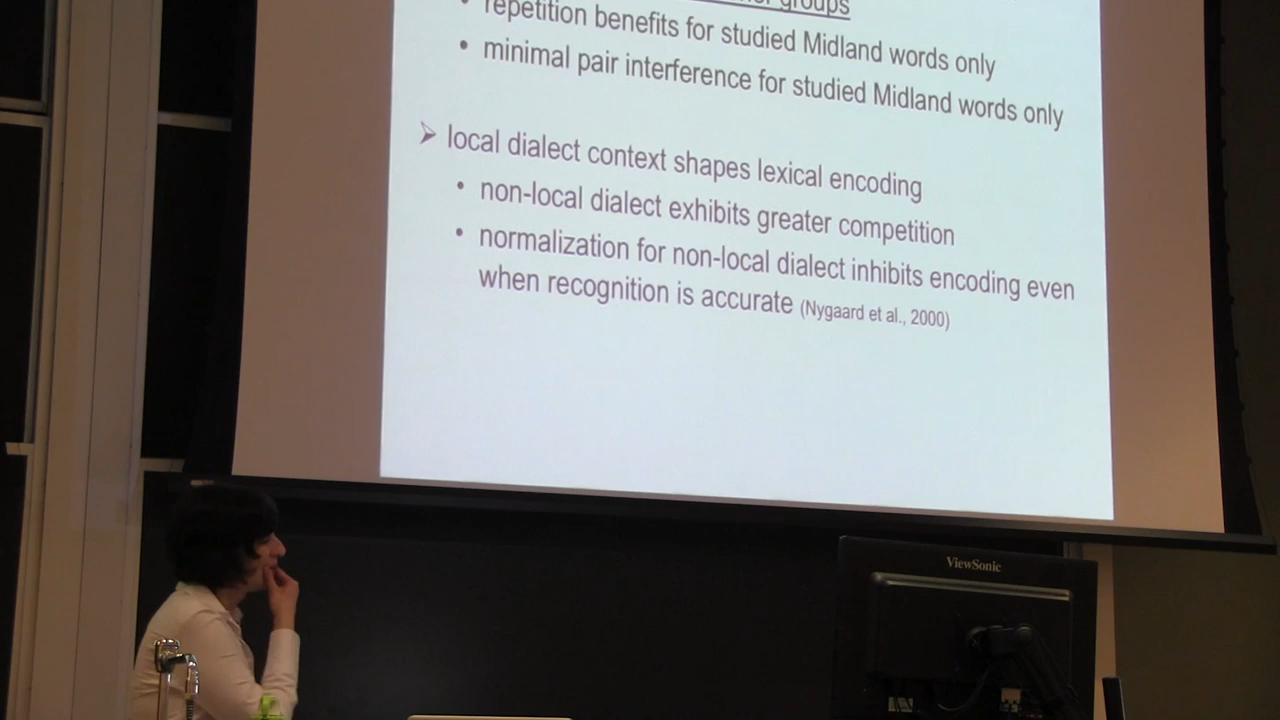 groups
• repetition benefits for studied Midland words only
• minimal pair interference for studied Midland words only
➢ local dialect context shapes lexical encoding
• non-local dialect exhibits greater competition
• normalization for non-local dialect inhibits encoding even
when recognition is accurate (Nygaard et al., 2000)
ViewSonic